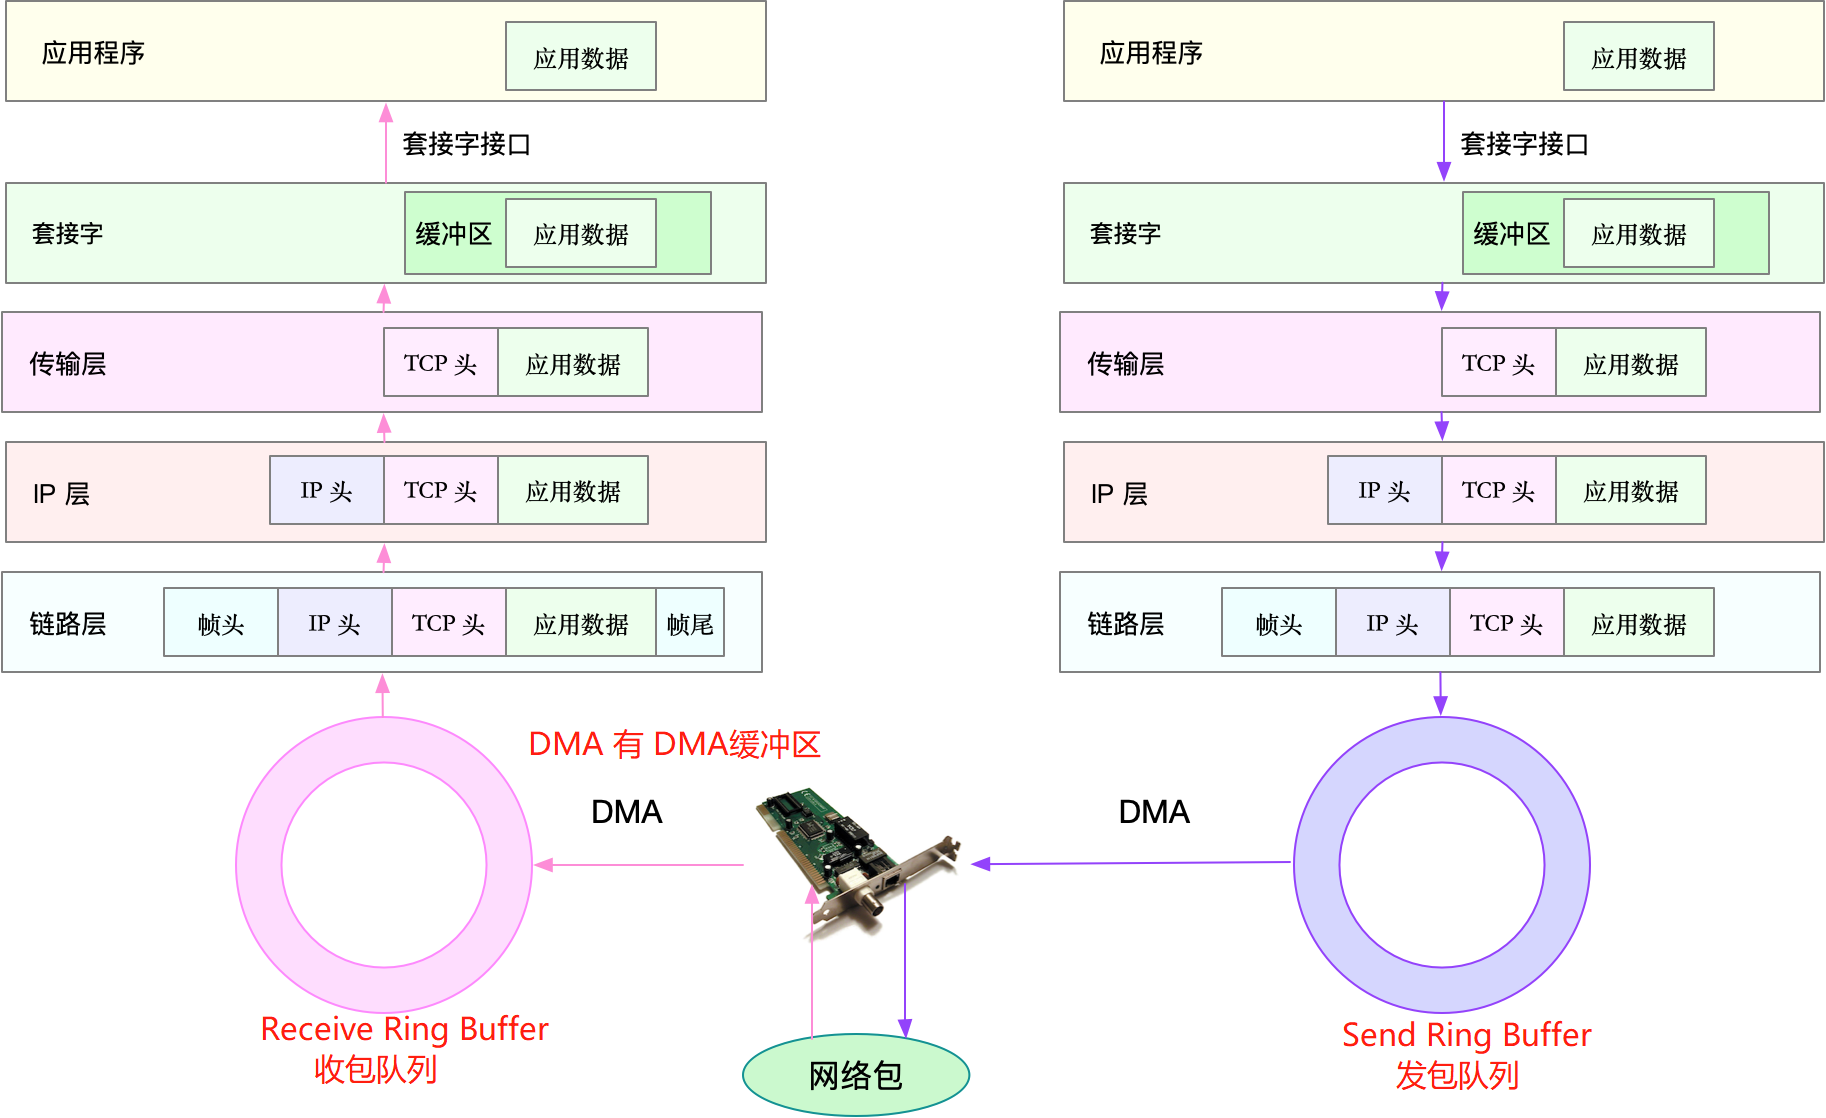 应用程序
应用数据
套接字接口
套接字
缓冲区
应用数据
传输层
TCP 头
应用数据
IP 层
IP 头
TCP 头
应用数据
链路层
帧头
IP 头
TCP 头
应用数据
帧尾
DMA 有 DMA缓冲区
DMA
Receive Ring Buffer
收包队列
网络包
应用程序
应用数据
套接字接口
套接字
缓冲区
应用数据
传输层
TCP 头
应用数据
IP 层
IP 头
TCP 头
应用数据
链路层
帧头
IP 头
TCP 头
应用数据
DMA
Send Ring Buffer
发包队列